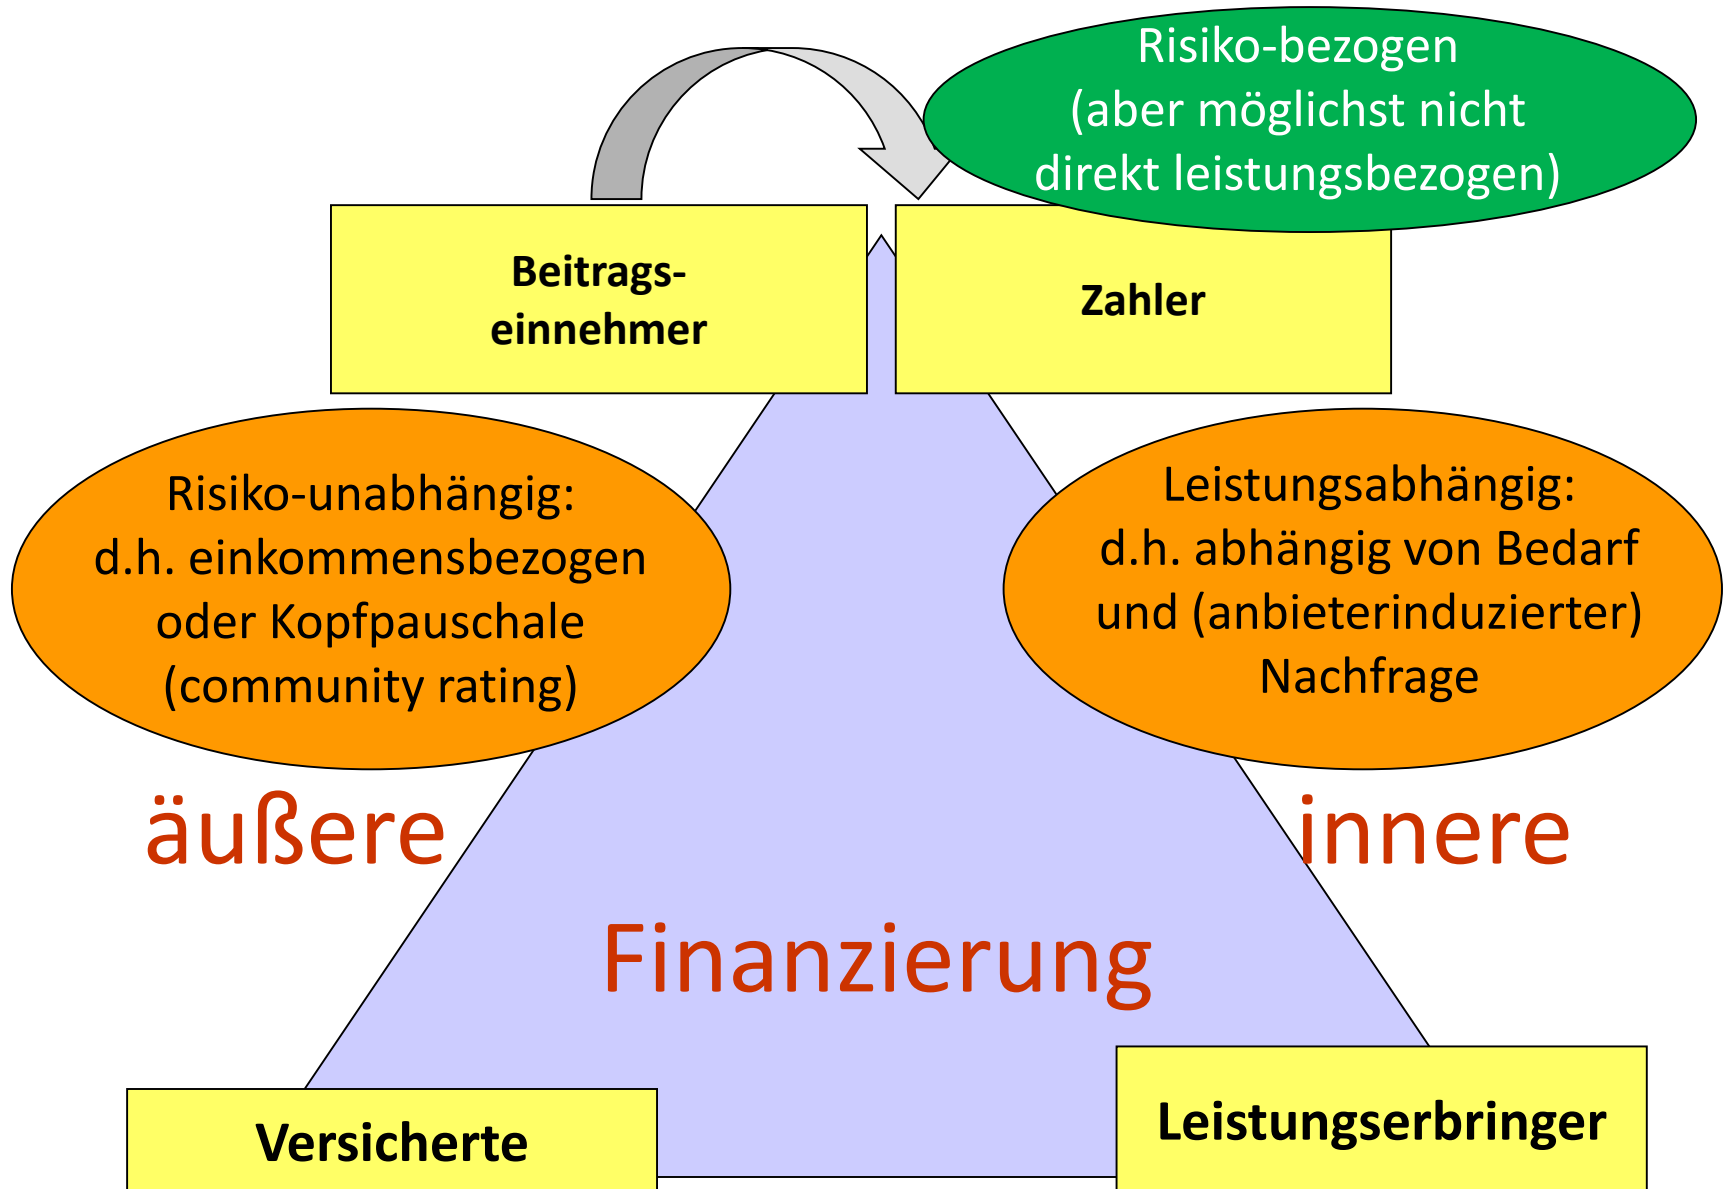 Risiko-bezogen
(aber möglichst nicht
direkt leistungsbezogen)
Beitrags-
einnehmer
Zahler
Risiko-unabhängig:
d.h. einkommensbezogen
oder Kopfpauschale
(community rating)
Leistungsabhängig:
d.h. abhängig von Bedarf
und (anbieterinduzierter)
Nachfrage
äußere
innere
Finanzierung
Versicherte
Leistungserbringer